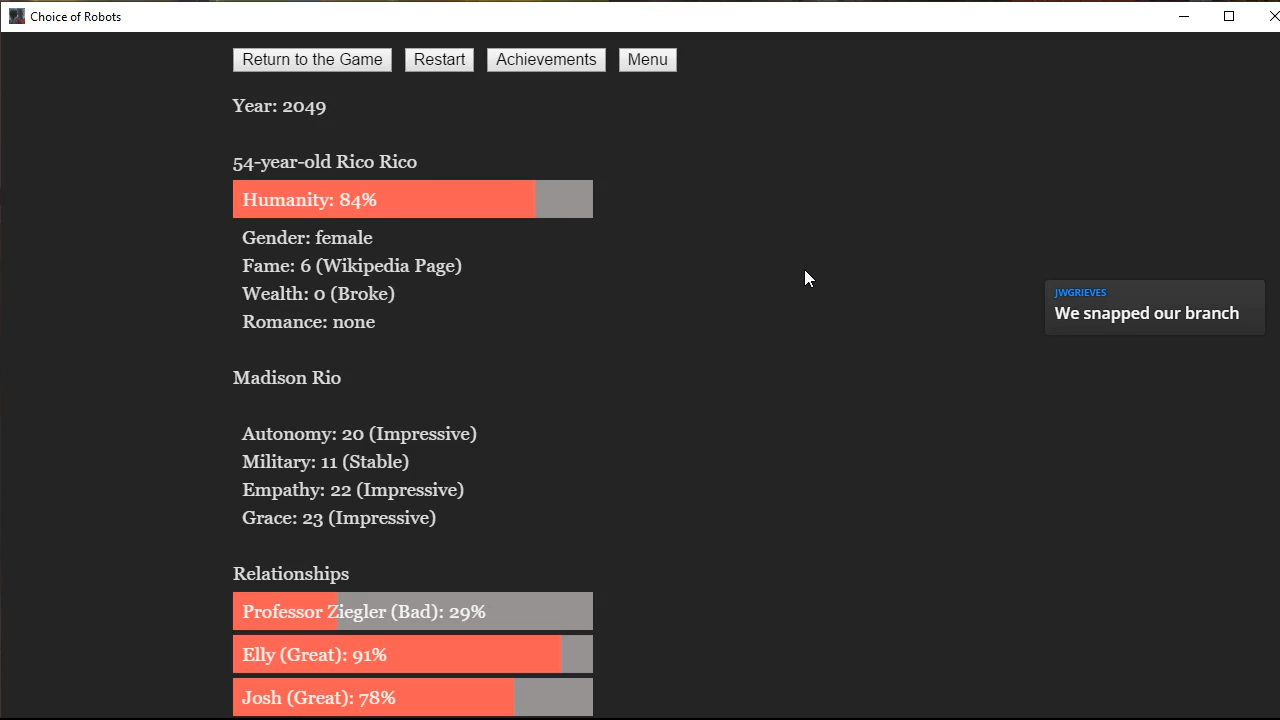 Choice of Robots
Return to the Game Restart Achievements Menu
Year: 2049
54-year-old Rico Rico
Humanity: 84%
Gender: female
Fame: 6 (Wikipedia Page)
Wealth: 0 (Broke)
Romance: none
JWGRIEVES
We snapped our branch
Madison Rio
Autonomy: 20 (Impressive)
Military: 11 (Stable)
Empathy: 22 (Impressive)
Grace: 23 (Impressive)
Relationships
Professor Ziegler (Bad): 29%
Elly (Great): 91%
Josh (Great): 78%